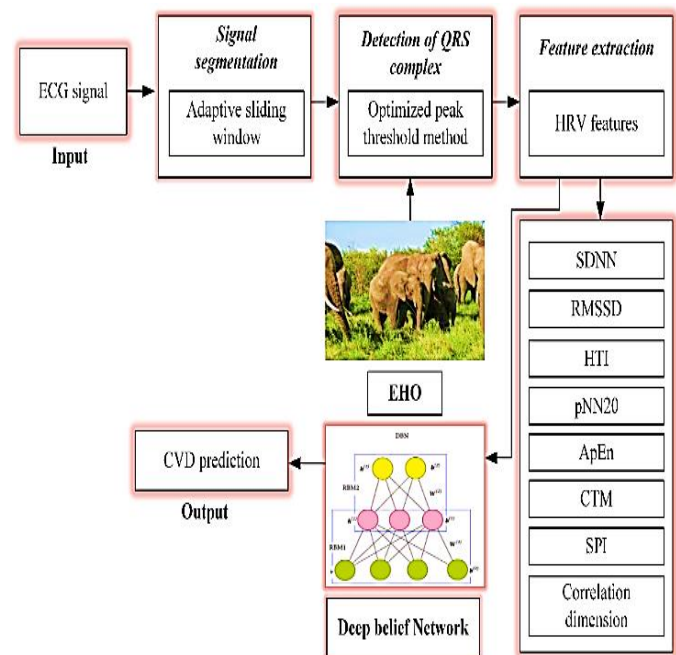 Signal
segmentation
Detection of QRS
complex
Feature extraction
ECG signal
Adaptive sliding
window
Optimized peak
threshold method
HRV features
Input
SDNN
RMSSD
HTI
pNN20
ApEn
CTM
SPI
Correlation
dimension
EHO
CVD prediction
Output
DBN
RBM2
RBM1
Deep belief Network